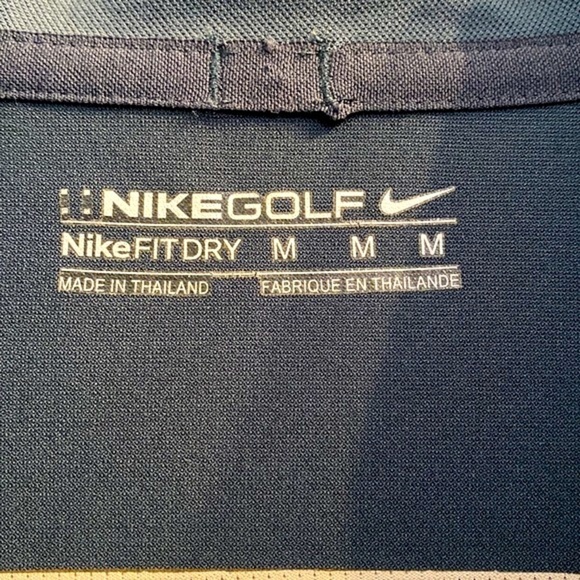 NIKEGOLF
NikeFITDRY M M M
MADE IN THAILAND FABRIQUE EN THAÏLANDE